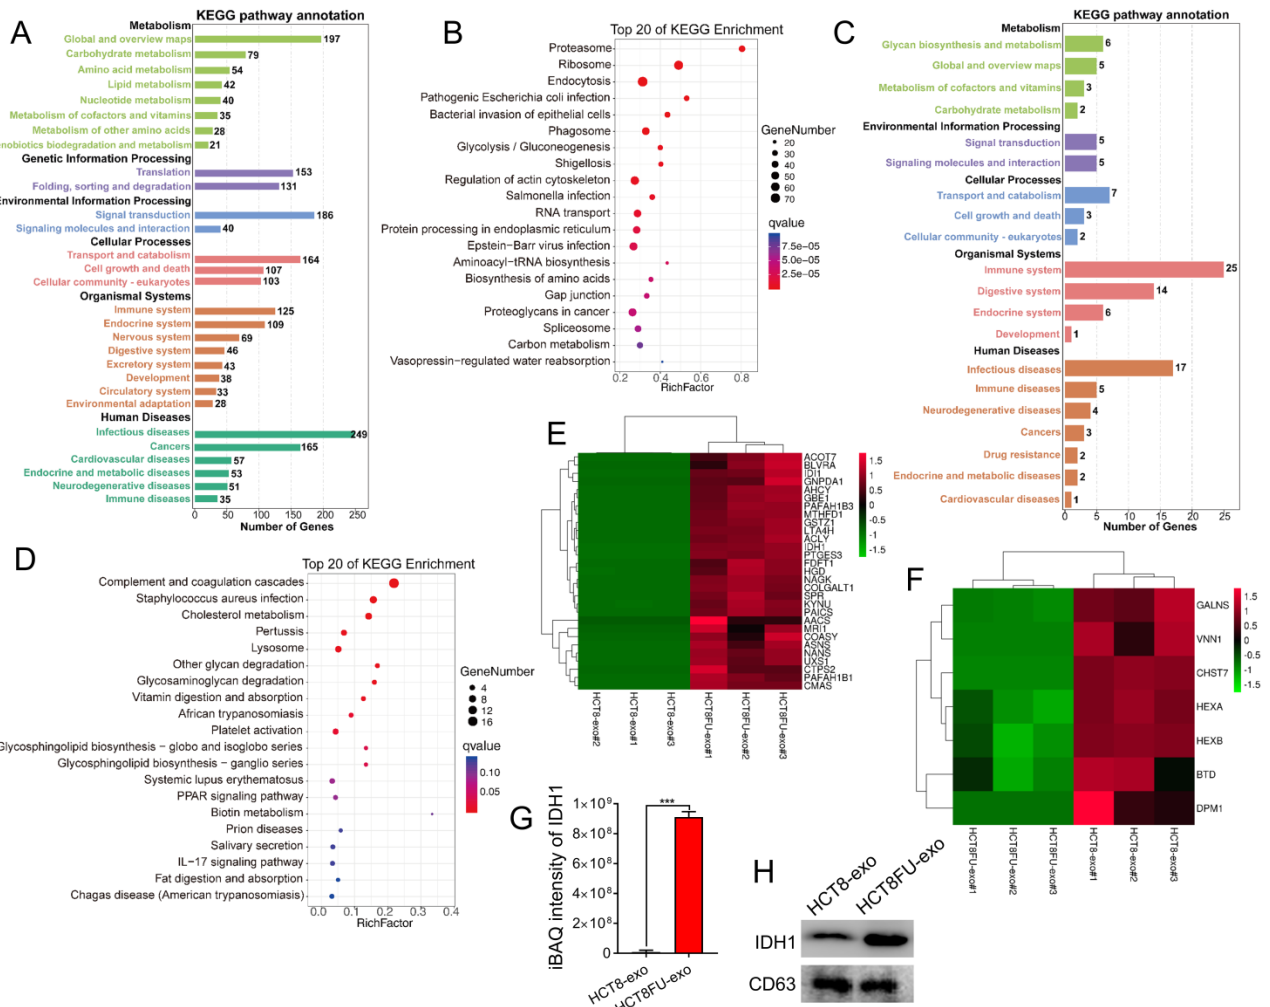 A
KEGG pathway annotation
Metabolism
Global and overview maps 197
Carbohydrate metabolism 79
Amino acid metabolism 54
Lipid metabolism 42
Nucleotide metabolism 40
Metabolism of cofactors and vitamins 35
Metabolism of other amino acids 28
enobiotics biodegradation and metabolism 21
Genetic Information Processing
Translation 153
Folding, sorting and degradation 131
Environmental Information Processing
Signal transduction 186
Signaling molecules and interaction 40
Cellular Processes
Transport and catabolism 164
Cell growth and death 107
Cellular community - eukaryotes 103
Organismal Systems
Immune system 125
Endocrine system 109
Nervous system 69
Digestive system 46
Excretory system 43
Development 38
Circulatory system 33
Environmental adaptation 28
Human Diseases
Infectious diseases 249
Cancers 165
Cardiovascular diseases 57
Endocrine and metabolic diseases 53
Neurodegenerative diseases 51
Immune diseases 35
0 50 100 150 200 250
Number of Genes
B
Top 20 of KEGG Enrichment
Proteasome
Ribosome
Endocytosis
Pathogenic Escherichia coli infection
Bacterial invasion of epithelial cells
Phagosome
Glycolysis / Gluconeogenesis
Shigellosis
Regulation of actin cytoskeleton
Salmonella infection
RNA transport
Protein processing in endoplasmic reticulum
Epstein−Barr virus infection
Aminoacyl−tRNA biosynthesis
Biosynthesis of amino acids
Gap junction
Proteoglycans in cancer
Spliceosome
Carbon metabolism
Vasopressin−regulated water reabsorption
0.2 0.4 0.6 0.8
RichFactor
GeneNumber
20
30
40
50
60
70
qvalue
7.5e−05
5.0e−05
2.5e−05
C
KEGG pathway annotation
Metabolism
Glycan biosynthesis and metabolism 6
Global and overview maps 5
Metabolism of cofactors and vitamins 3
Carbohydrate metabolism 2
Environmental Information Processing
Signal transduction 5
Signaling molecules and interaction 5
Cellular Processes
Transport and catabolism 7
Cell growth and death 3
Cellular community - eukaryotes 2
Organismal Systems
Immune system 25
Digestive system 14
Endocrine system 6
Development 1
Human Diseases
Infectious diseases 17
Immune diseases 5
Neurodegenerative diseases 4
Cancers 3
Drug resistance 2
Endocrine and metabolic diseases 2
Cardiovascular diseases 1
0 5 10 15 20 25
Number of Genes
D
Top 20 of KEGG Enrichment
Complement and coagulation cascades
Staphylococcus aureus infection
Cholesterol metabolism
Pertussis
Lysosome
Other glycan degradation
Glycosaminoglycan degradation
Vitamin digestion and absorption
African trypanosomiasis
Platelet activation
Glycosphingolipid biosynthesis − globo and isoglobo series
Glycosphingolipid biosynthesis − ganglio series
Systemic lupus erythematosus
PPAR signaling pathway
Biotin metabolism
Prion diseases
Salivary secretion
IL−17 signaling pathway
Fat digestion and absorption
Chagas disease (American trypanosomiasis)
0.0 0.1 0.2 0.3 0.4
RichFactor
GeneNumber
4
8
12
16
qvalue
0.10
0.05
E
ACOT7
BLVRA
IDI1
GNPDA1
AHCY
GBE1
PAFAH1B3
MTHFD1
GSTZ1
LTA4H
ACLY
IDH1
PTGES3
FDFT1
HGD
NAGK
COLGALT1
SPR
KYNU
PAICS
AACS
MRI1
COASY
ASNS
NANS
UXS1
CTPS2
PAFAH1B1
CMAS
HCT8-exo#2
HCT8-exo#1
HCT8-exo#3
HCT8FU-exo#1
HCT8FU-exo#2
HCT8FU-exo#3
1.5
1
0.5
0
-0.5
-1
-1.5
F
GALNS
VNN1
CHST7
HEXA
HEXB
BTD
DPM1
HCT8FU-exo#1
HCT8FU-exo#2
HCT8FU-exo#3
HCT8-exo#1
HCT8-exo#2
HCT8-exo#3
1.5
1
0.5
0
-0.5
-1
-1.5
G
iBAQ intensity of IDH1
1×10⁹
8×10⁸
6×10⁸
4×10⁸
2×10⁸
0
***
HCT8-exo
HCT8FU-exo
H
HCT8-exo
HCT8FU-exo
IDH1
CD63